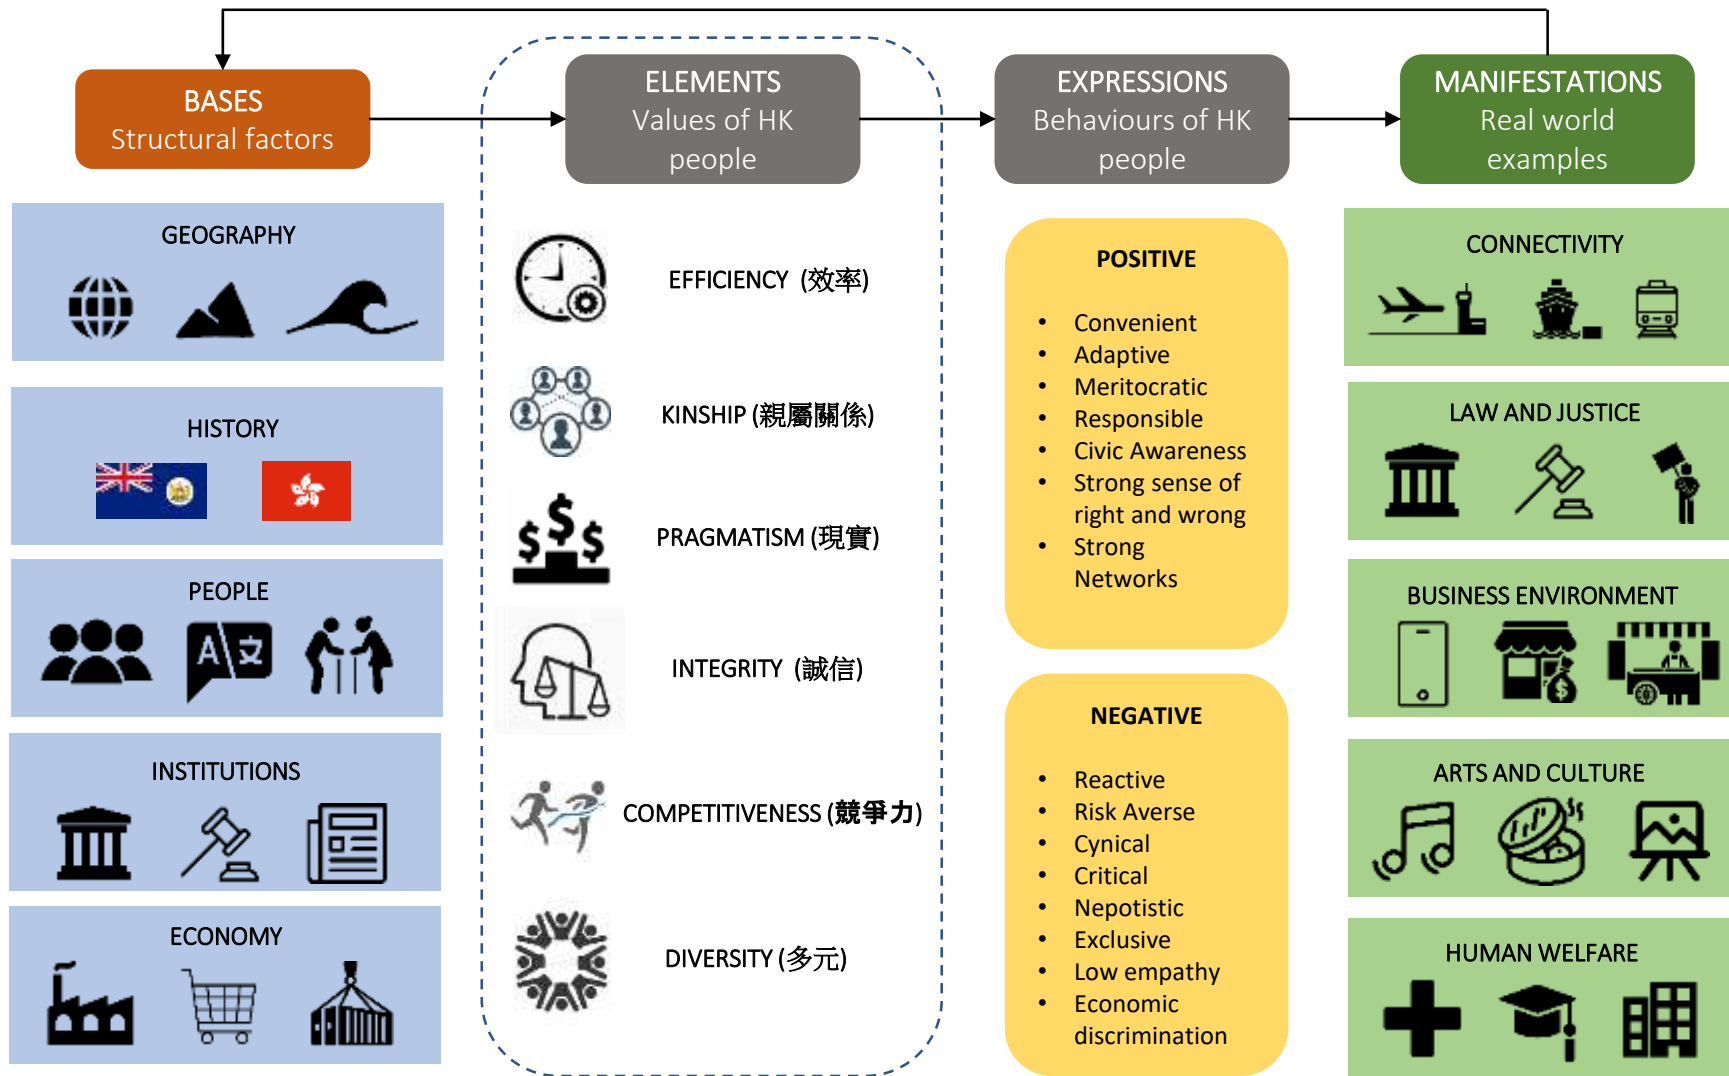 BASES
Structural factors
ELEMENTS
Values of HK
people
EXPRESSIONS
Behaviours of HK
people
MANIFESTATIONS
Real world
examples
GEOGRAPHY
HISTORY
PEOPLE
A 文
INSTITUTIONS
ECONOMY
EFFICIENCY (效率)
KINSHIP (親屬關係)
$ $ $
PRAGMATISM (現實)
INTEGRITY (誠信)
COMPETITIVENESS (競爭力)
DIVERSITY (多元)
POSITIVE
• Convenient
• Adaptive
• Meritocratic
• Responsible
• Civic Awareness
• Strong sense of
right and wrong
• Strong
Networks
NEGATIVE
• Reactive
• Risk Averse
• Cynical
• Critical
• Nepotistic
• Exclusive
• Low empathy
• Economic
discrimination
CONNECTIVITY
LAW AND JUSTICE
BUSINESS ENVIRONMENT
$
ARTS AND CULTURE
HUMAN WELFARE